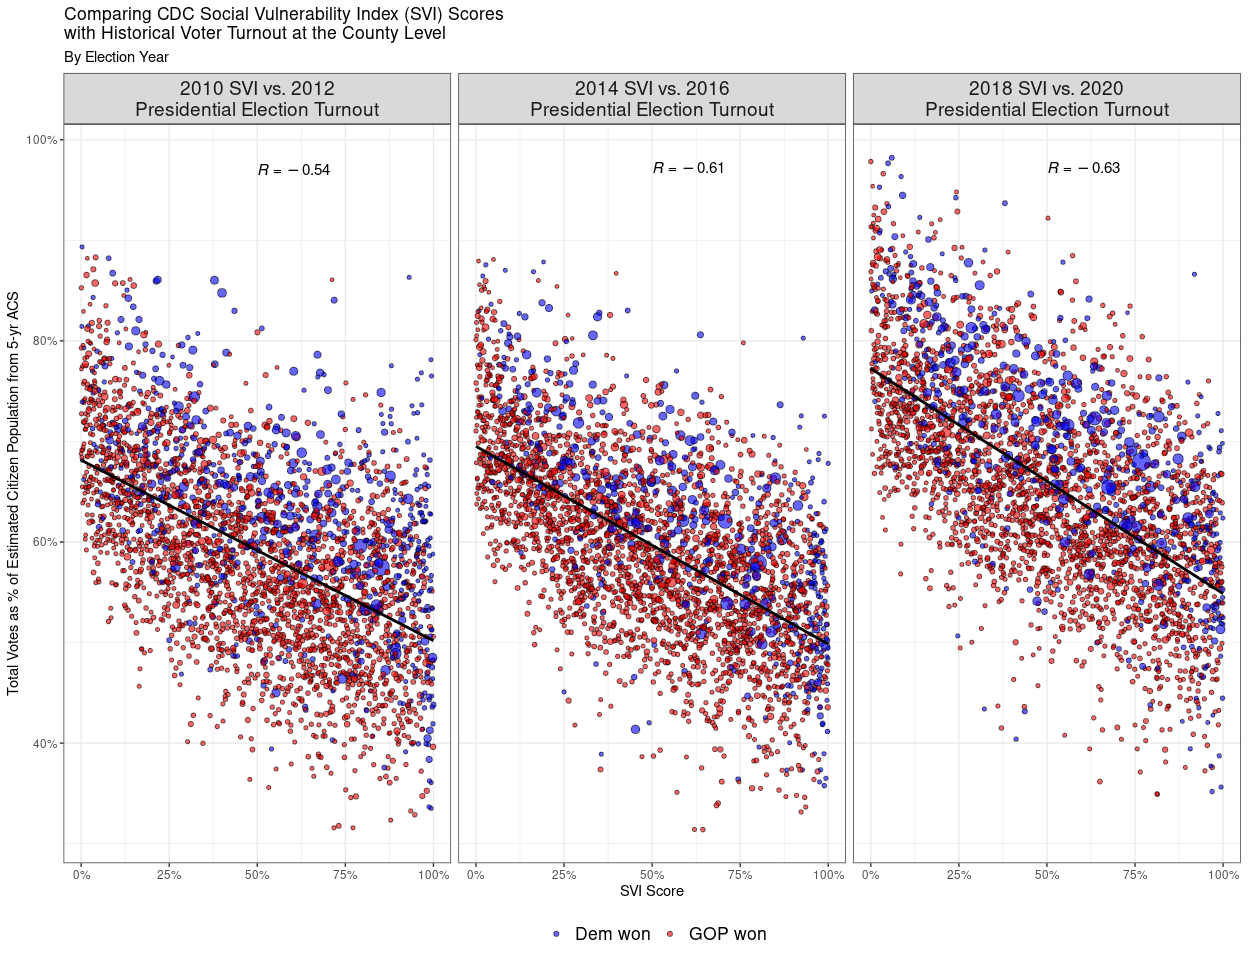 Comparing CDC Social Vulnerability Index (SVI) Scores
with Historical Voter Turnout at the County Level
By Election Year
2010 SVI vs. 2012
Presidential Election Turnout
2014 SVI vs. 2016
Presidential Election Turnout
2018 SVI vs. 2020
Presidential Election Turnout
R = −0.54
R = −0.61
R = −0.63
Total Votes as % of Estimated Citizen Population from 5-yr ACS
100%
80%
60%
40%
0% 25% 50% 75% 100%
0% 25% 50% 75% 100%
0% 25% 50% 75% 100%
SVI Score
Dem won GOP won